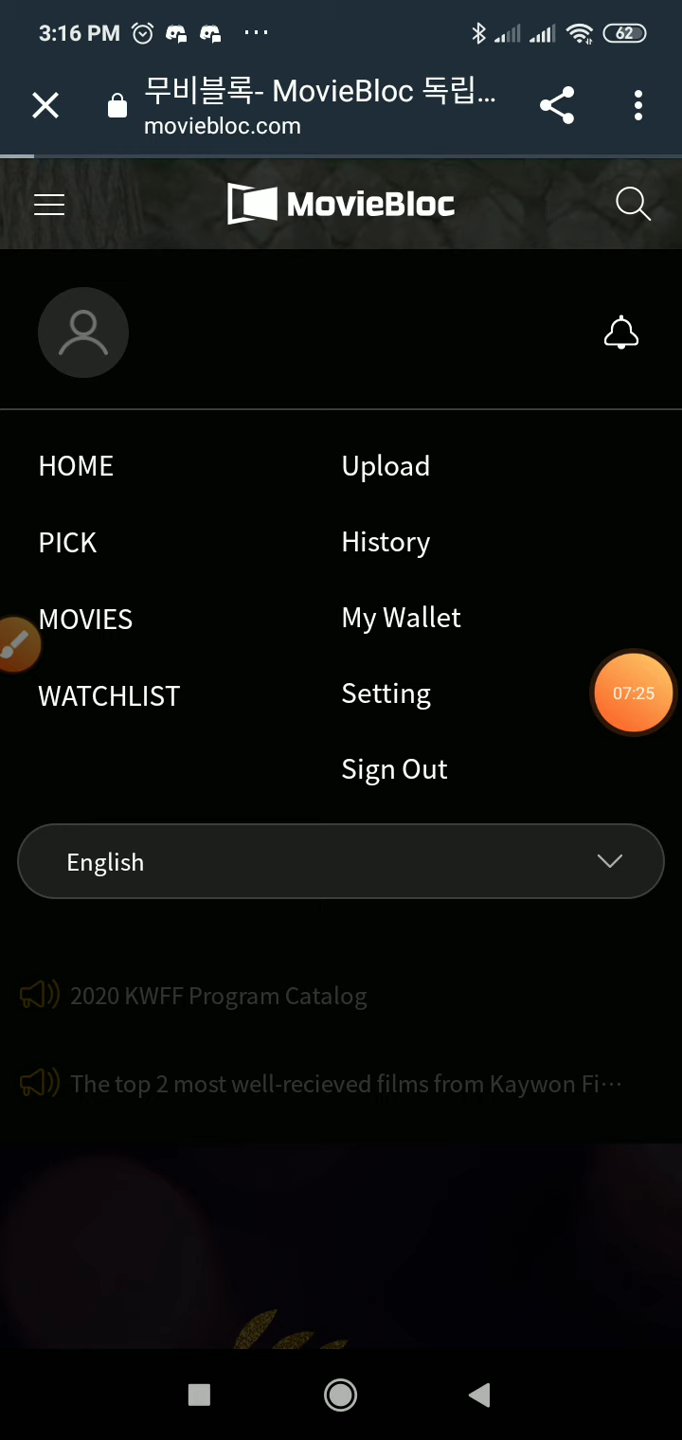 3:16 PM
62
무비블록- MovieBloc 독립...
moviebloc.com
MovieBloc
HOME
Upload
PICK
History
MOVIES
My Wallet
WATCHLIST
Setting
07:25
Sign Out
English
2020 KWFF Program Catalog
The top 2 most well-recieved films from Kaywon Fi···